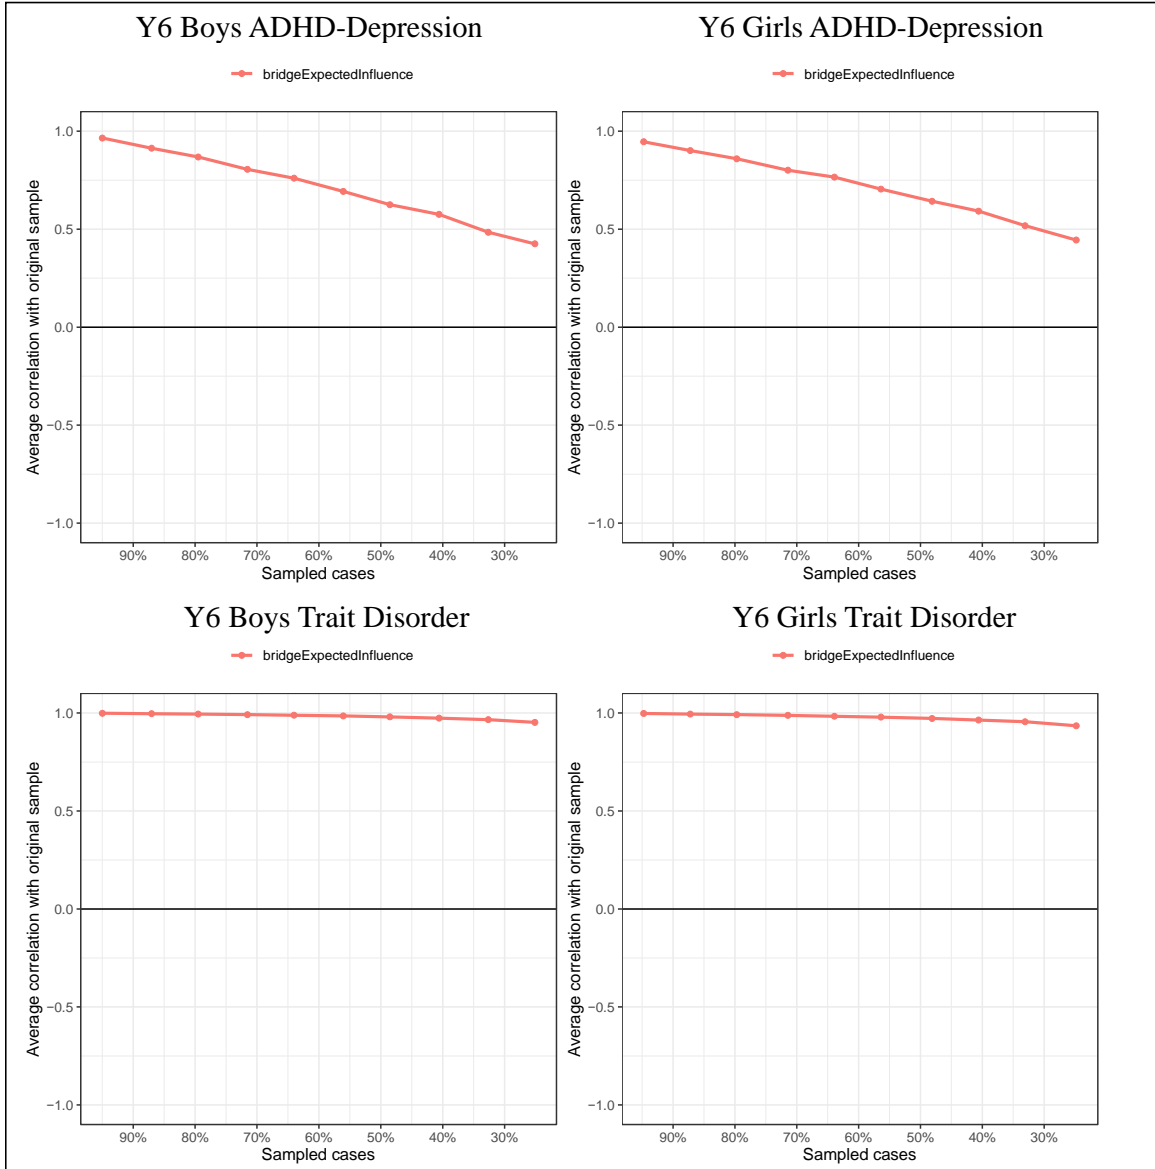 Y6 Boys ADHD-Depression
bridgeExpectedInfluence
Average correlation with original sample
1.0
0.5
0.0
−0.5
−1.0
90% 80% 70% 60% 50% 40% 30%
Sampled cases
Y6 Girls ADHD-Depression
bridgeExpectedInfluence
Average correlation with original sample
1.0
0.5
0.0
−0.5
−1.0
90% 80% 70% 60% 50% 40% 30%
Sampled cases
Y6 Boys Trait Disorder
bridgeExpectedInfluence
Average correlation with original sample
1.0
0.5
0.0
−0.5
−1.0
90% 80% 70% 60% 50% 40% 30%
Sampled cases
Y6 Girls Trait Disorder
bridgeExpectedInfluence
Average correlation with original sample
1.0
0.5
0.0
−0.5
−1.0
90% 80% 70% 60% 50% 40% 30%
Sampled cases